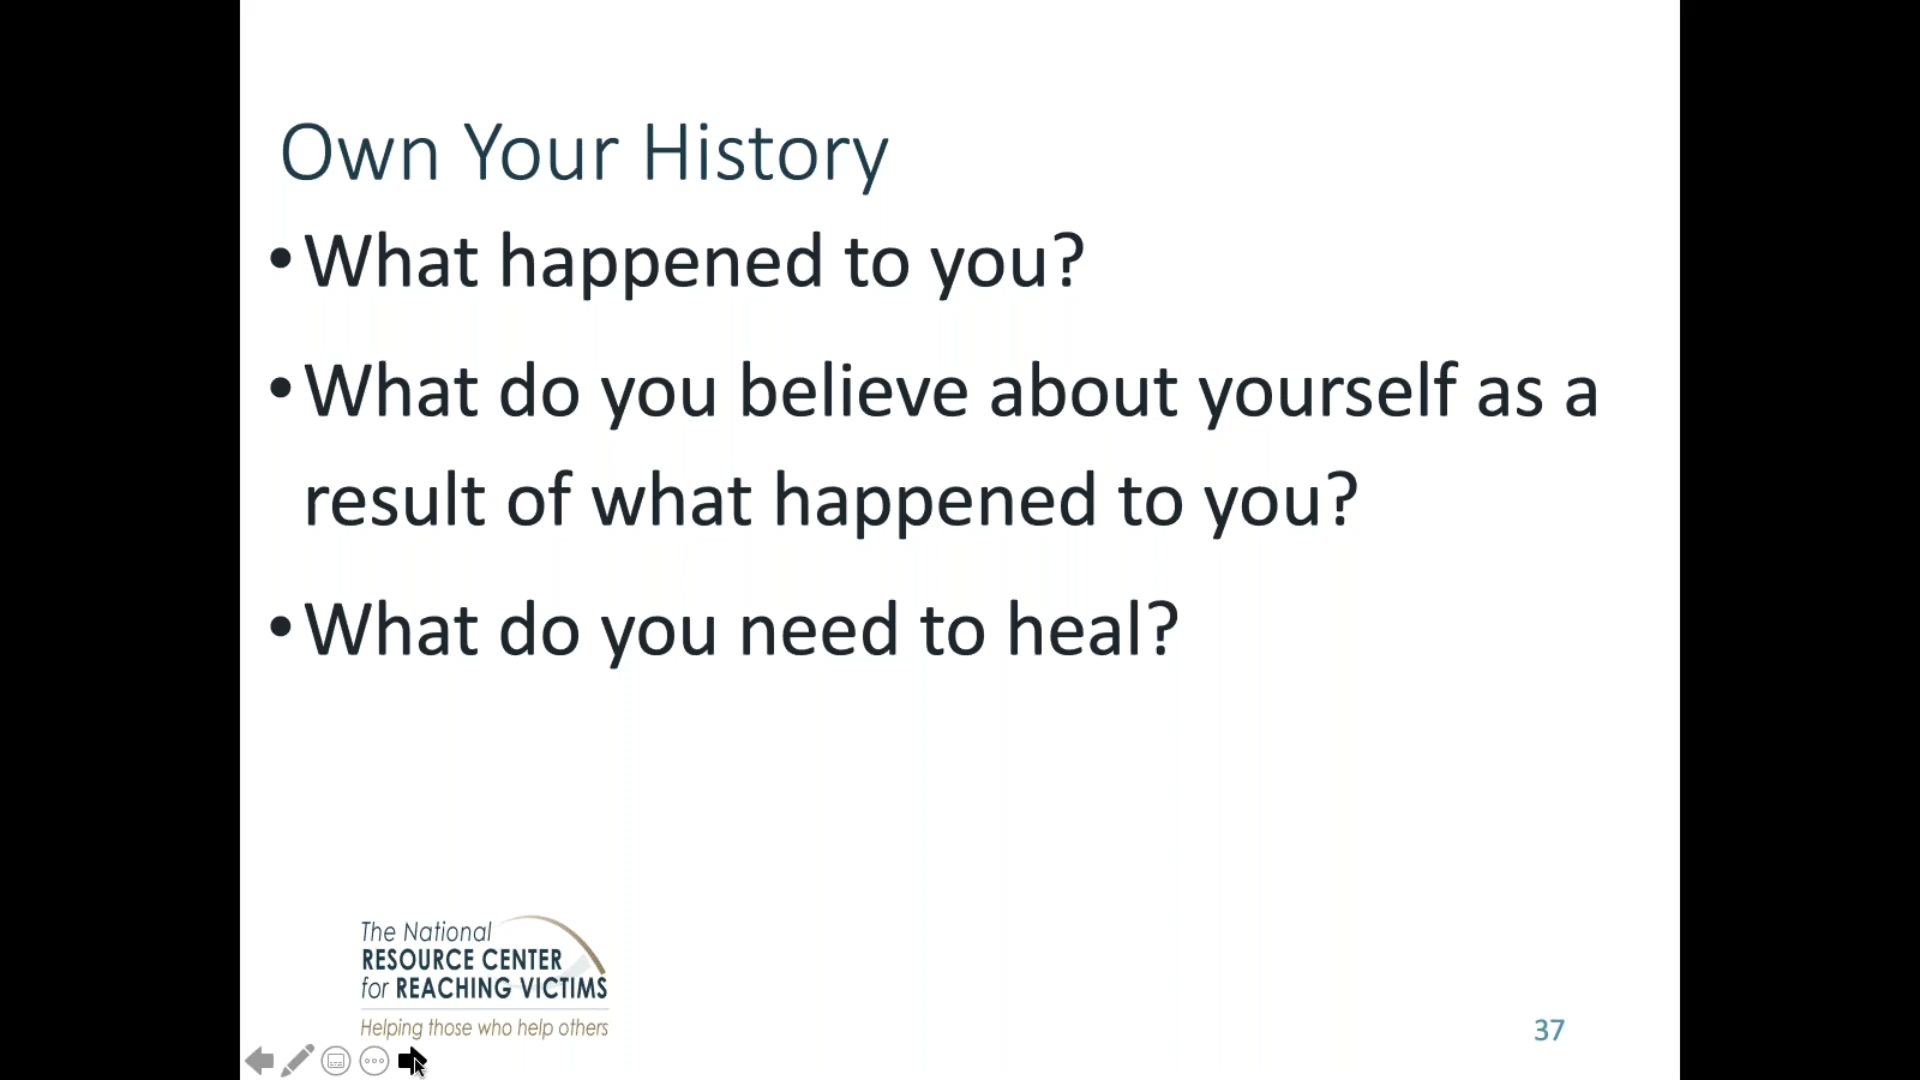 Own Your History
• What happened to you?
• What do you believe about yourself as a
result of what happened to you?
• What do you need to heal?
The National
RESOURCE CENTER
for REACHING VICTIMS
Helping those who help others
37